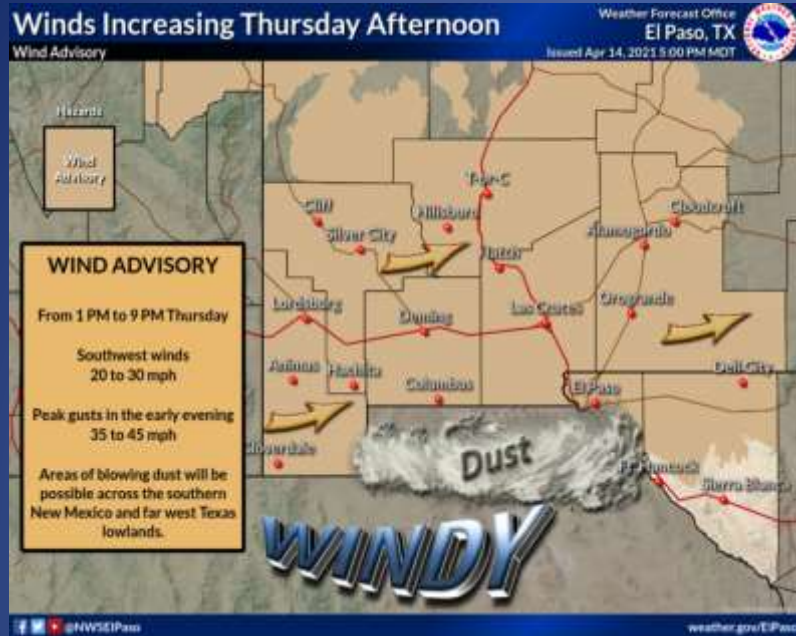 Winds Increasing Thursday Afternoon
Wind Advisory
Weather Forecast Office
El Paso, TX
Issued Apr 14, 2021 5:00 PM MDT
Hazards
Wind
Advisory
T-or-C
Cliff
Hillsboro
Cloudcroft
Silver City
Alamogordo
Hatch
Lordsburg
Deming
Las Cruces
Orogrande
Animas
Hachita
Columbus
El Paso
Dell City
Cloverdale
Dust
Ft Hancock
Sierra Blanca
WINDY
WIND ADVISORY
From 1 PM to 9 PM Thursday
Southwest winds
20 to 30 mph
Peak gusts in the early evening
35 to 45 mph
Areas of blowing dust will be
possible across the southern
New Mexico and far west Texas
lowlands.
@NWSElPaso
weather.gov/ElPaso